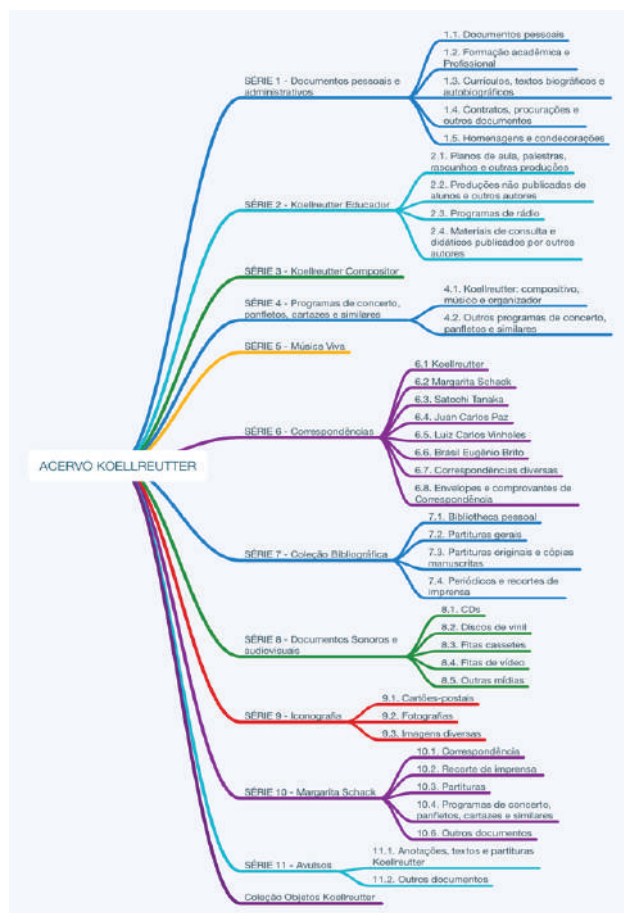 1.1. Documentos pessoais
1.2. Formação acadêmica e
Profissional
SÉRIE 1 - Documentos pessoais e
administrativos
1.3. Currículos, textos biográficos e
autobiográficos
1.4. Contratos, procurações e
outros documentos
1.5. Homenagens e condecorações
2.1. Planos de aula, palestras,
rascunhos e outras produções
2.2. Produções não publicadas de
alunos e outros autores
SÉRIE 2 - Koellreutter Educador
2.3. Programas de rádio
2.4. Materiais de consulta e
didáticos publicados por outros
autores
SÉRIE 3 - Koellreutter Compositor
SÉRIE 4 - Programas de concerto,
panfletos, cartazes e similares
4.1. Koellreutter: compositivo,
músico e organizador
4.2. Outros programas de concerto,
panfletos e similares
SÉRIE 5 - Música Viva
6.1 Koellreutter
6.2 Margarita Schack
6.3. Satochi Tanaka
6.4. Juan Carlos Paz
SÉRIE 6 - Correspondências
6.5. Luiz Carlos Vinholes
6.6. Brasil Eugênio Brito
6.7. Correspondências diversas
6.8. Envelopes e comprovantes de
Correspondência
ACERVO KOELLREUTTER
7.1. Bibliotheca pessoal
7.2. Partituras gerais
SÉRIE 7 - Coleção Bibliográfica
7.3. Partituras originais e cópias
manuscritas
7.4. Periódicos e recortes de
imprensa
8.1. CDs
8.2. Discos de vinil
SÉRIE 8 - Documentos Sonoros e
audiovisuais
8.3. Fitas cassetes
8.4. Fitas de vídeo
8.5. Outras mídias
9.1. Cartões-postais
SÉRIE 9 - Iconografia
9.2. Fotografias
9.3. Imagens diversas
10.1. Correspondência
10.2. Recorte de imprensa
SÉRIE 10 - Margarita Schack
10.3. Partituras
10.4. Programas de concerto,
panfletos, cartazes e similares
10.6. Outros documentos
SÉRIE 11 - Avulsos
11.1. Anotações, textos e partituras
Koellreutter
11.2. Outros documentos
Coleção Objetos Koellreutter